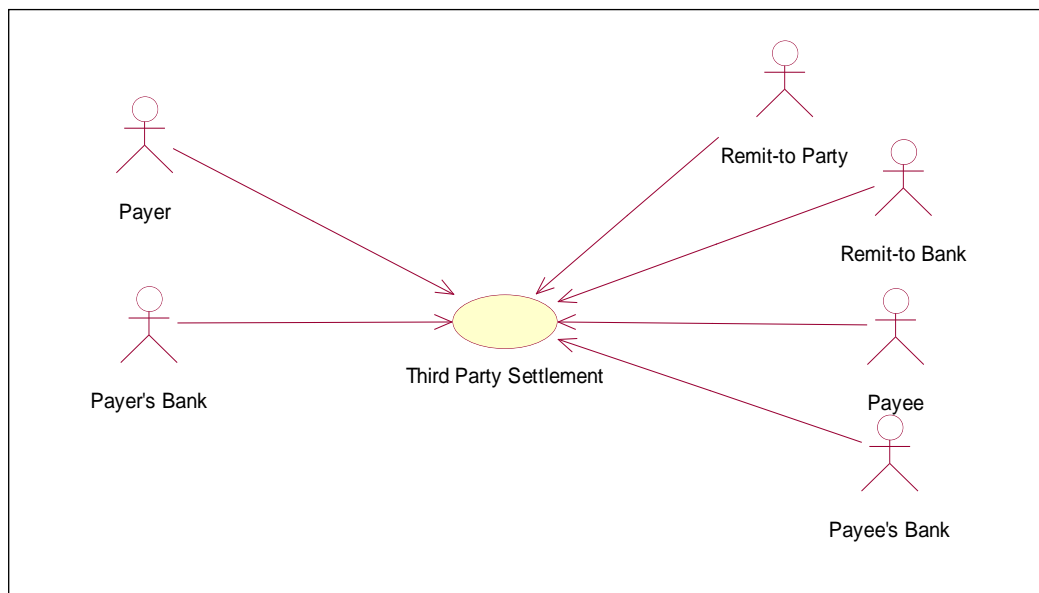 Remit-to Party
Payer
Remit-to Bank
Third Party Settlement
Payer's Bank
Payee
Payee's Bank